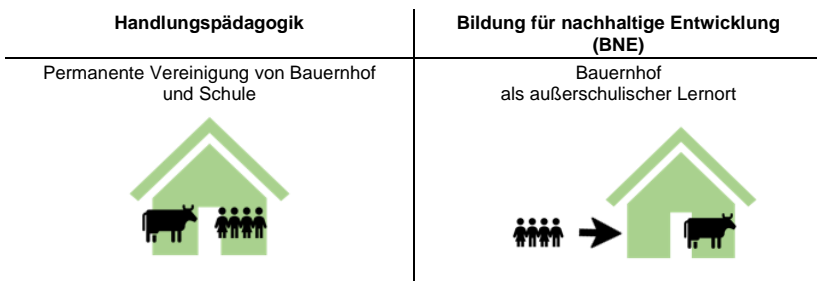 Handlungspädagogik
Bildung für nachhaltige Entwicklung
(BNE)
Permanente Vereinigung von Bauernhof
und Schule
Bauernhof
als außerschulischer Lernort